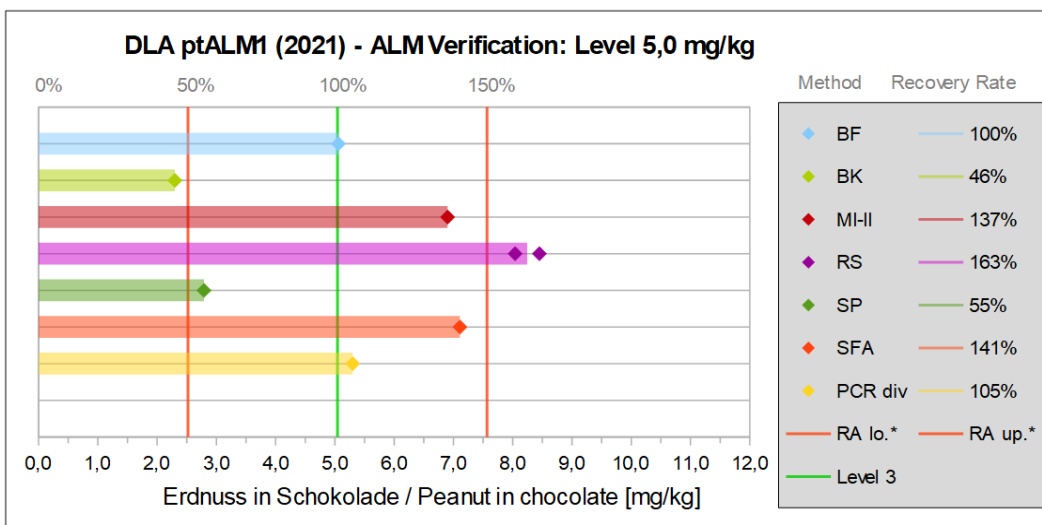 DLA ptALM1 (2021) - ALM Verification: Level 5,0 mg/kg
0% 50% 100% 150%
Method Recovery Rate
BF 100%
BK 46%
MI-II 137%
RS 163%
SP 55%
SFA 141%
PCR div 105%
RA lo.* RA up.*
Level 3
0,0 1,0 2,0 3,0 4,0 5,0 6,0 7,0 8,0 9,0 10,0 11,0 12,0
Erdnuss in Schokolade / Peanut in chocolate [mg/kg]